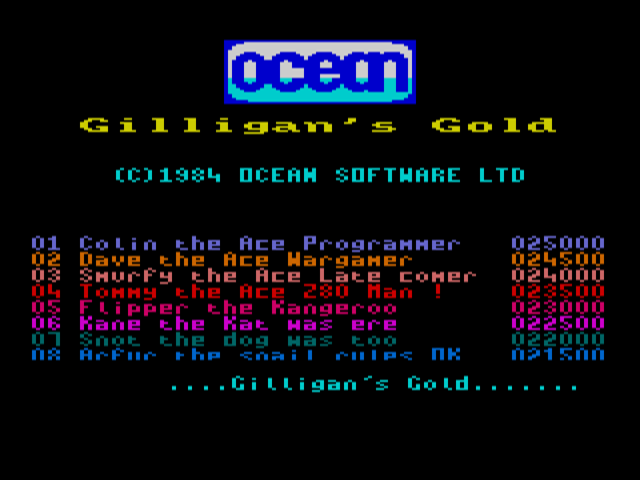 ocean
Gilligan's Gold
(C)1984 OCEAN SOFTWARE LTD
01 Colin the Ace Programmer 025000
02 Dave the Ace Wargamer 024500
03 Smurfy the Ace Late comer 024000
04 Tommy the Ace Z80 Man ! 023500
05 Flipper the Kangeroo 023000
06 Kane the Kat was ere 022500
07 Snot the dog was too 022000
08 Arfur the snail rules OK 021500
....Gilligan's Gold.......